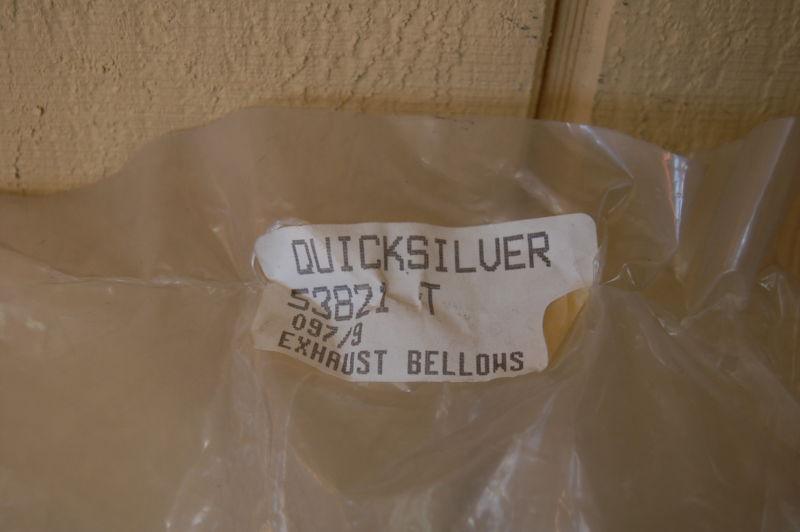 QUICKSILVER
53821 T
097/9
EXHAUST BELLOWS